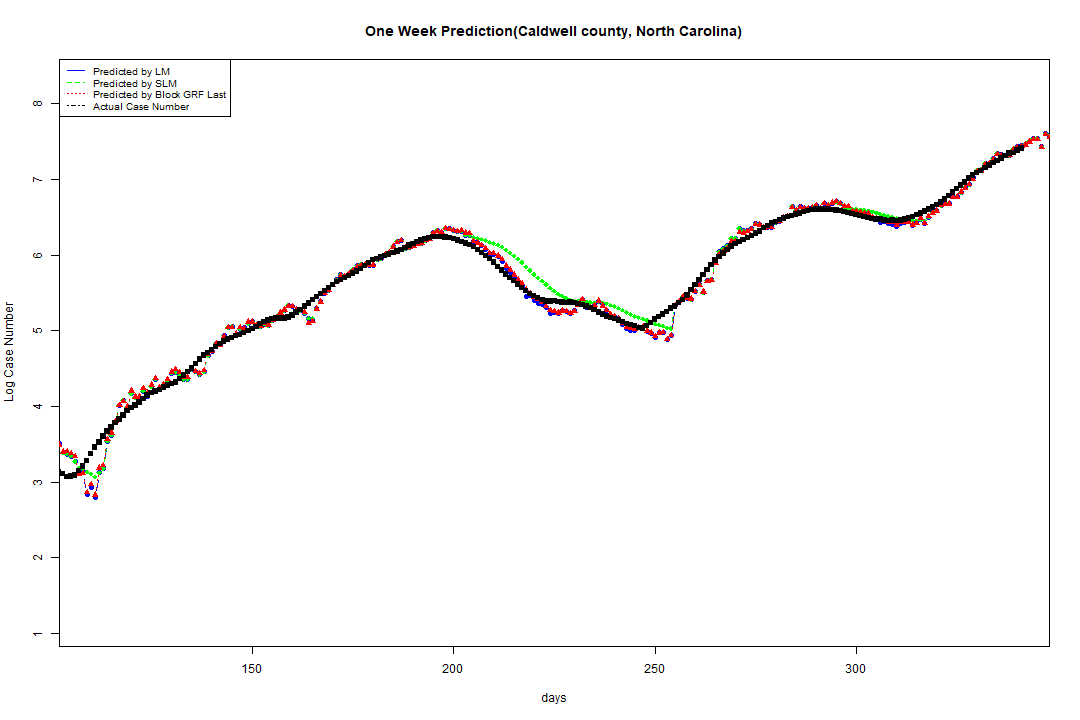 One Week Prediction(Caldwell county, North Carolina)
Predicted by LM
Predicted by SLM
Predicted by Block GRF Last
Actual Case Number
8
7
6
5
4
3
2
1
Log Case Number
150 200 250 300
days